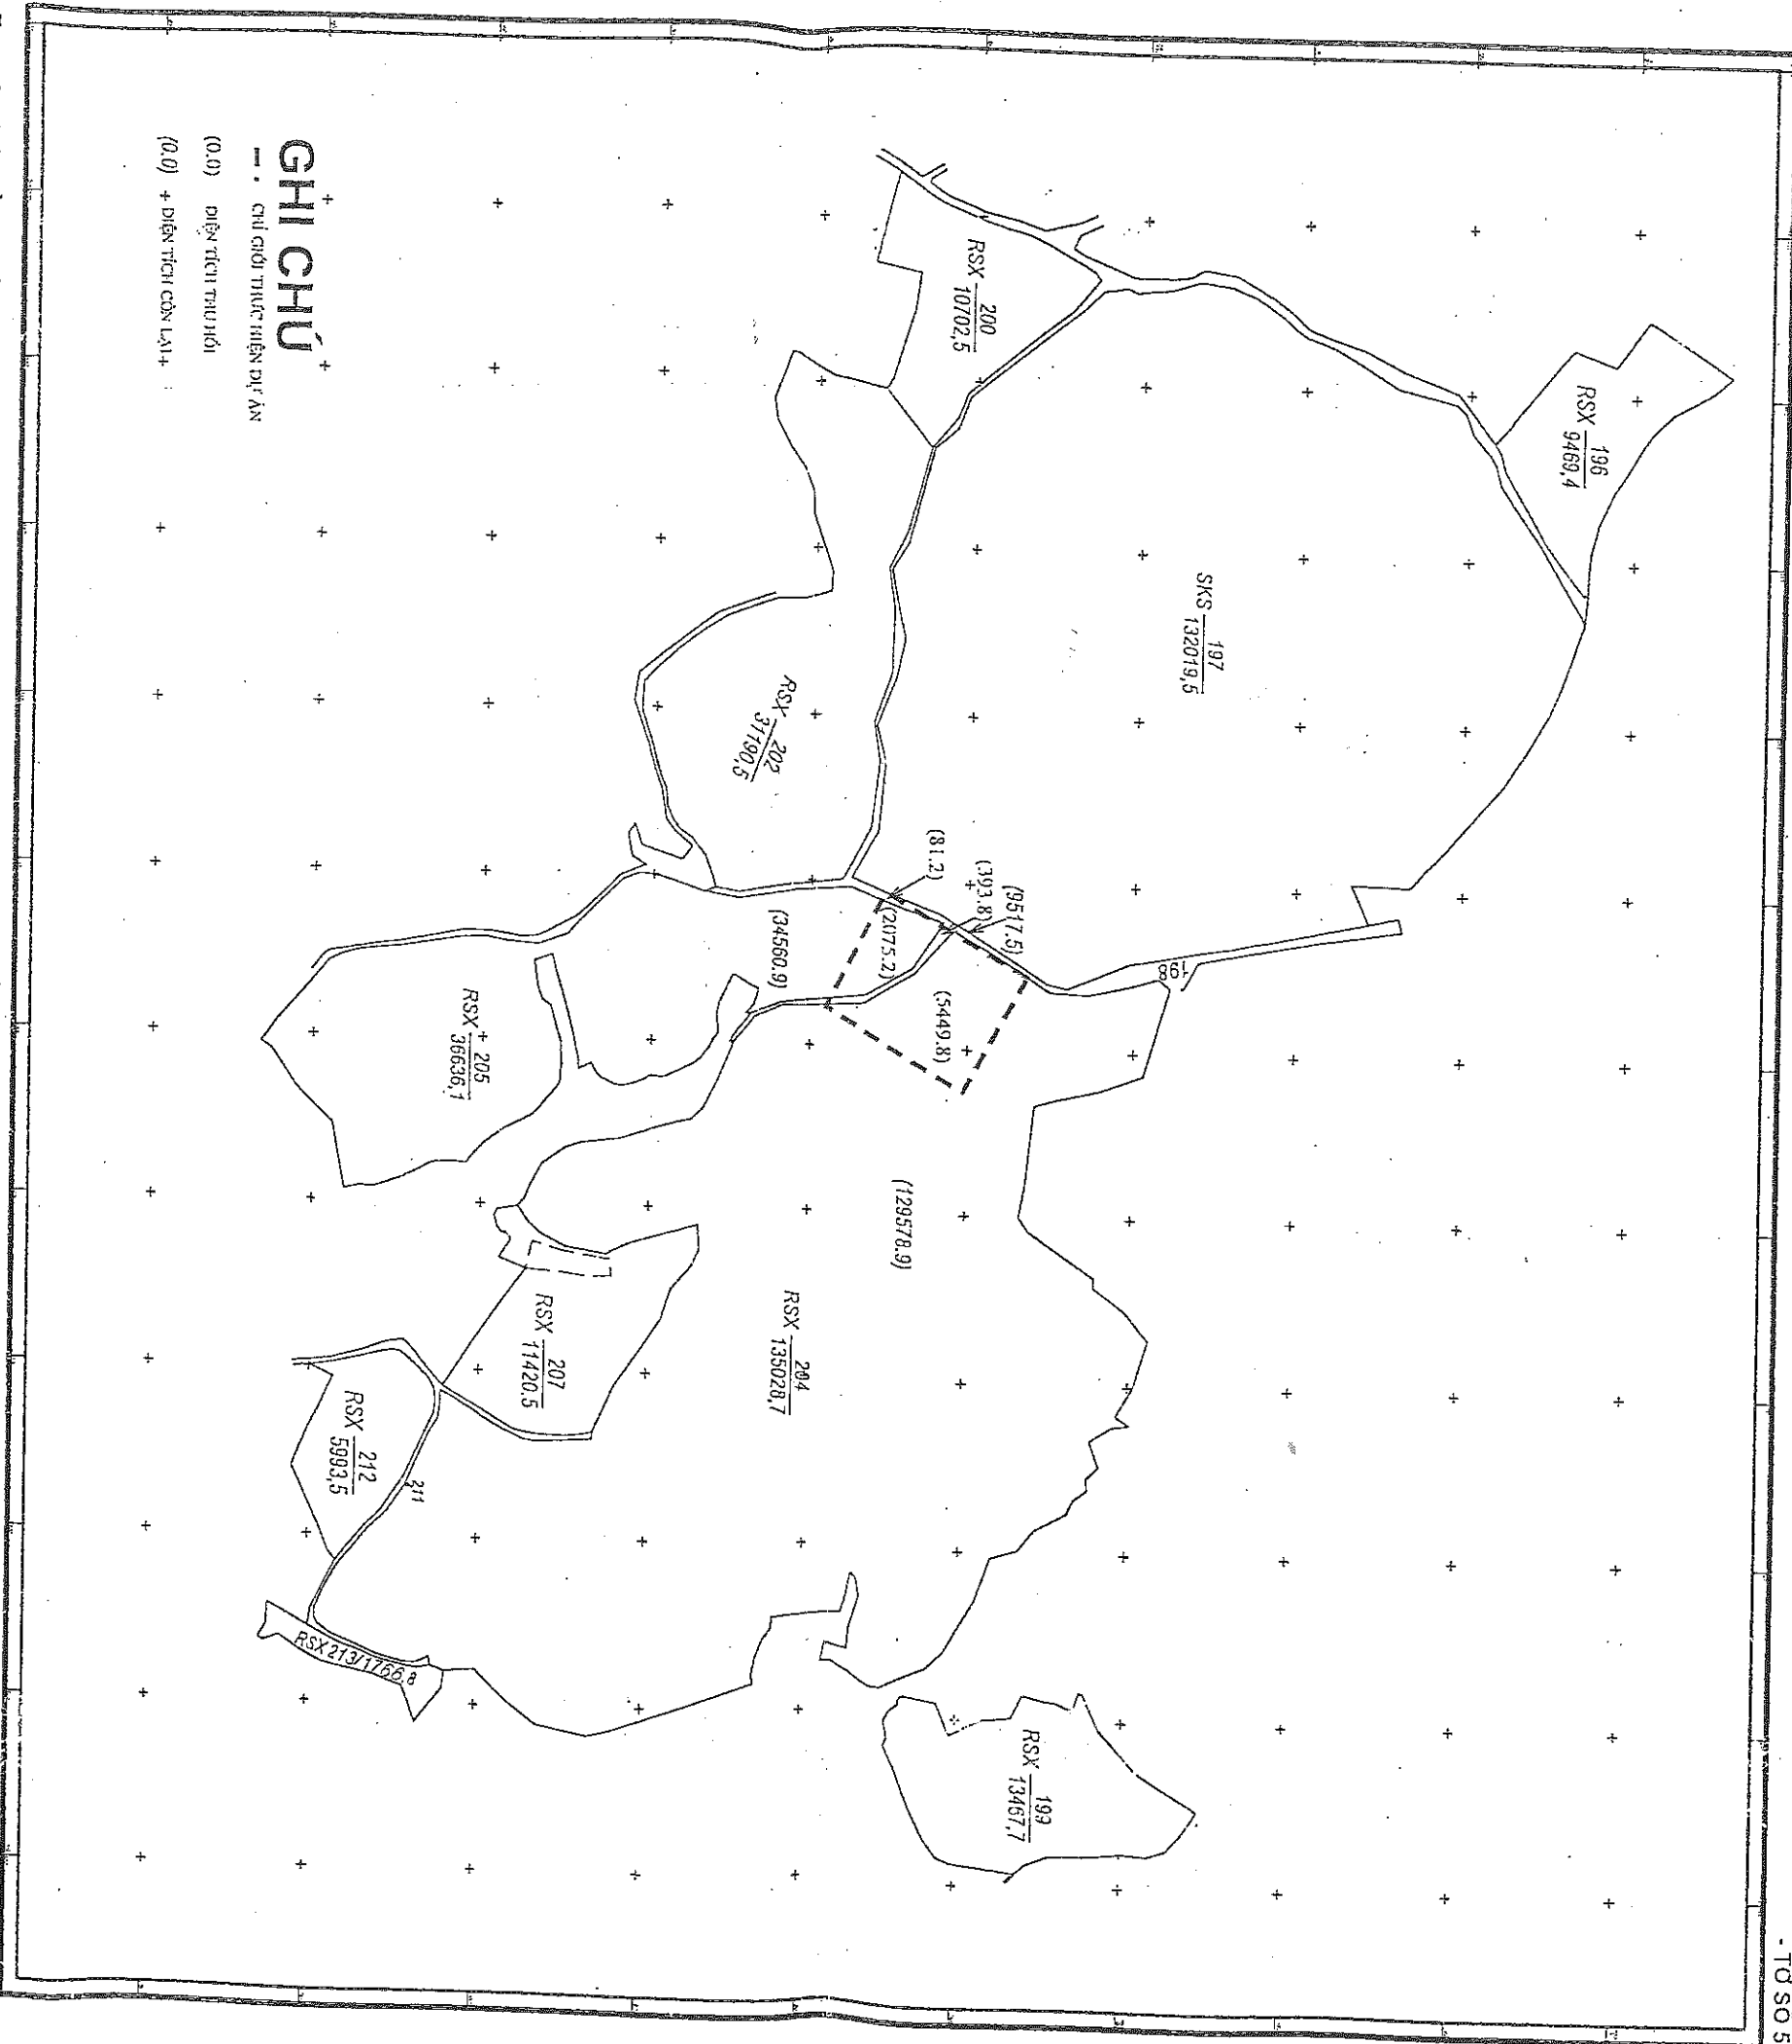 - TỜ SỐ 5
196
RSX 9469,4
197
SKS 132019,5
200
RSX 10702,5
202
RSX 31190,5
(81.2)
(393.8)
(9517.5)
(2075.2)
(34560.9)
(5449.8)
198
205
RSX 36636,1
(129578.9)
204
RSX 135028,7
207
RSX 11420,5
212
RSX 5993,5
211
RSX 213/1766,8
199
RSX 13467,7
GHI CHÚ
CHỈ GIỚI THỰC HIỆN DỰ ÁN
(0.0) DIỆN TÍCH THU HỒI
(0.0) DIỆN TÍCH CÒN LẠI